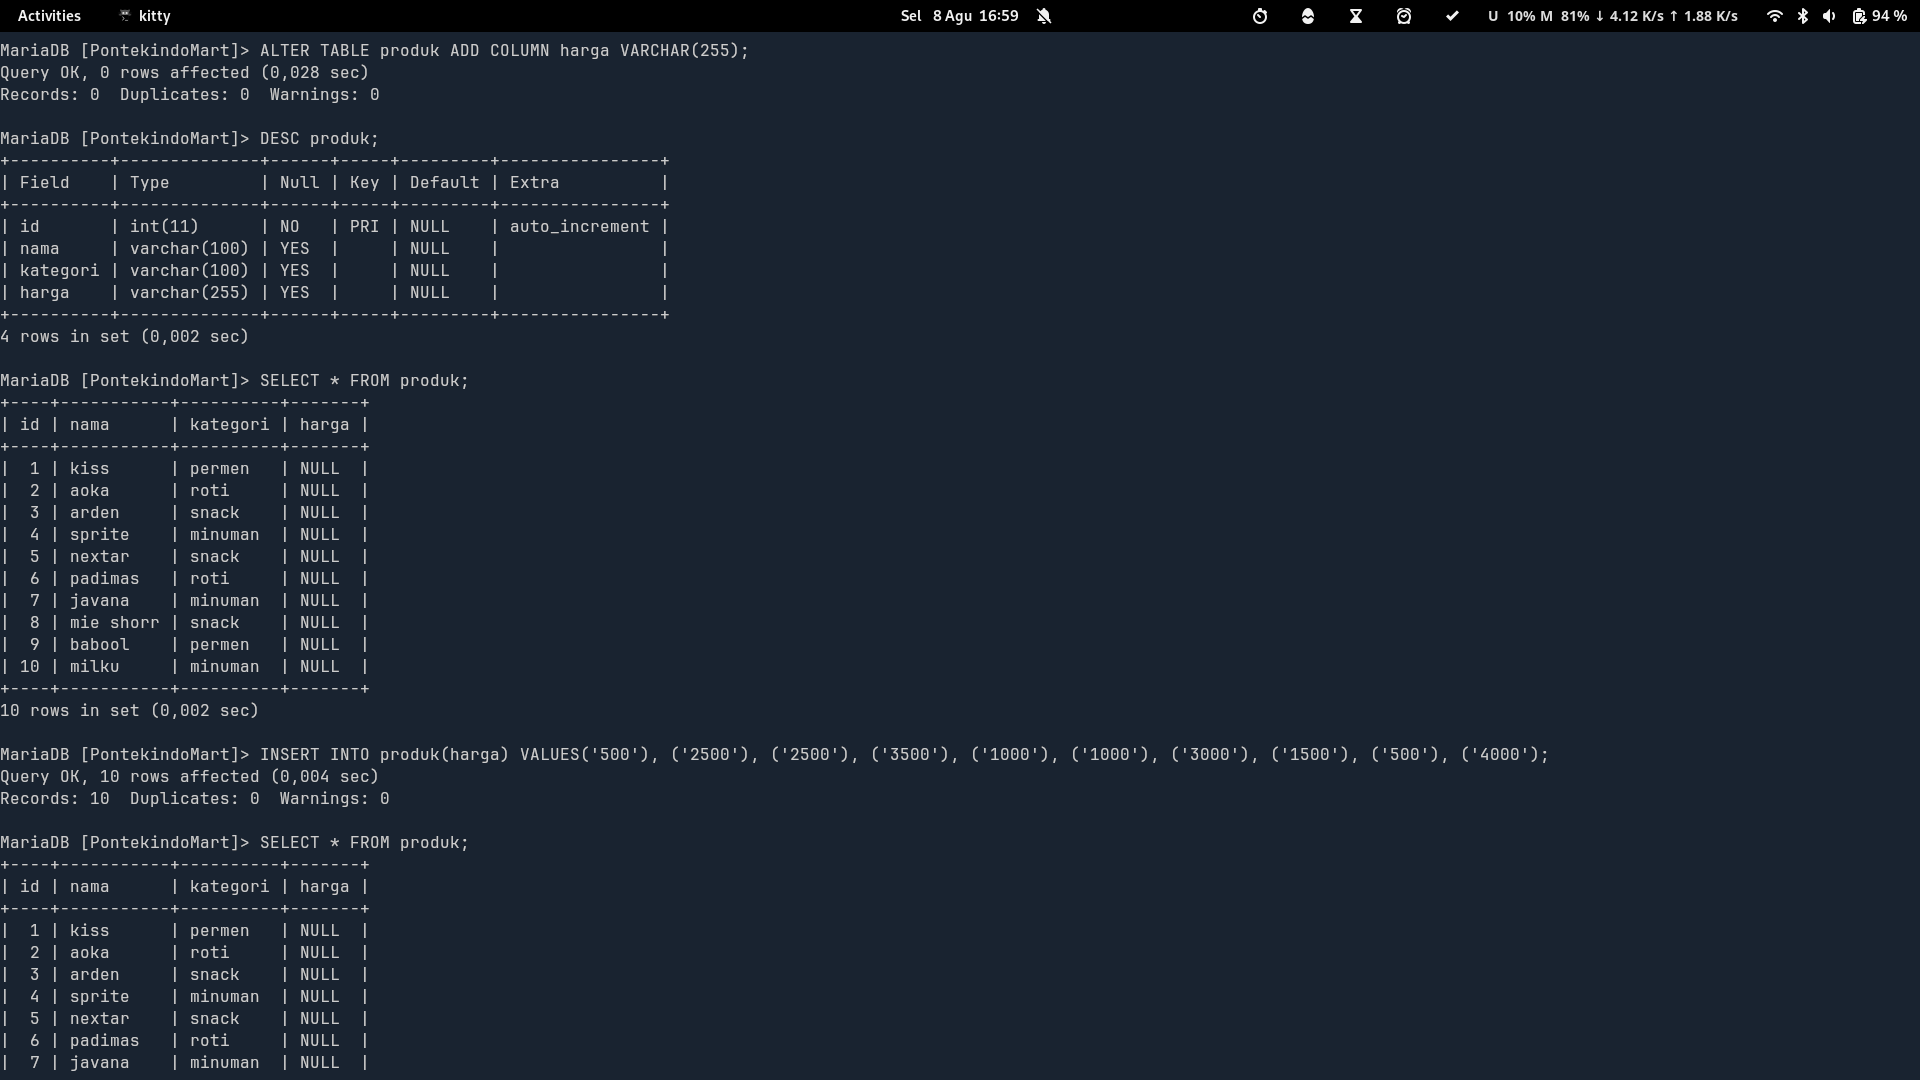 Activities kitty Sel 8 Agu 16:59 U 10% M 81% ↓ 4.12 K/s ↑ 1.88 K/s 94 %
MariaDB [PontekindoMart]> ALTER TABLE produk ADD COLUMN harga VARCHAR(255);
Query OK, 0 rows affected (0,028 sec)
Records: 0  Duplicates: 0  Warnings: 0
MariaDB [PontekindoMart]> DESC produk;
+----------+--------------+------+-----+---------+----------------+
| Field    | Type         | Null | Key | Default | Extra          |
+----------+--------------+------+-----+---------+----------------+
| id       | int(11)      | NO   | PRI | NULL    | auto_increment |
| nama     | varchar(100) | YES  |     | NULL    |                |
| kategori | varchar(100) | YES  |     | NULL    |                |
| harga    | varchar(255) | YES  |     | NULL    |                |
+----------+--------------+------+-----+---------+----------------+
4 rows in set (0,002 sec)
MariaDB [PontekindoMart]> SELECT * FROM produk;
+----+-----------+----------+-------+
| id | nama      | kategori | harga |
+----+-----------+----------+-------+
|  1 | kiss      | permen   | NULL  |
|  2 | aoka      | roti     | NULL  |
|  3 | arden     | snack    | NULL  |
|  4 | sprite    | minuman  | NULL  |
|  5 | nextar    | snack    | NULL  |
|  6 | padimas   | roti     | NULL  |
|  7 | javana    | minuman  | NULL  |
|  8 | mie shorr | snack    | NULL  |
|  9 | babool    | permen   | NULL  |
| 10 | milku     | minuman  | NULL  |
+----+-----------+----------+-------+
10 rows in set (0,002 sec)
MariaDB [PontekindoMart]> INSERT INTO produk(harga) VALUES('500'), ('2500'), ('2500'), ('3500'), ('1000'), ('1000'), ('3000'), ('1500'), ('500'), ('4000');
Query OK, 10 rows affected (0,004 sec)
Records: 10  Duplicates: 0  Warnings: 0
MariaDB [PontekindoMart]> SELECT * FROM produk;
+----+-----------+----------+-------+
| id | nama      | kategori | harga |
+----+-----------+----------+-------+
|  1 | kiss      | permen   | NULL  |
|  2 | aoka      | roti     | NULL  |
|  3 | arden     | snack    | NULL  |
|  4 | sprite    | minuman  | NULL  |
|  5 | nextar    | snack    | NULL  |
|  6 | padimas   | roti     | NULL  |
|  7 | javana    | minuman  | NULL  |